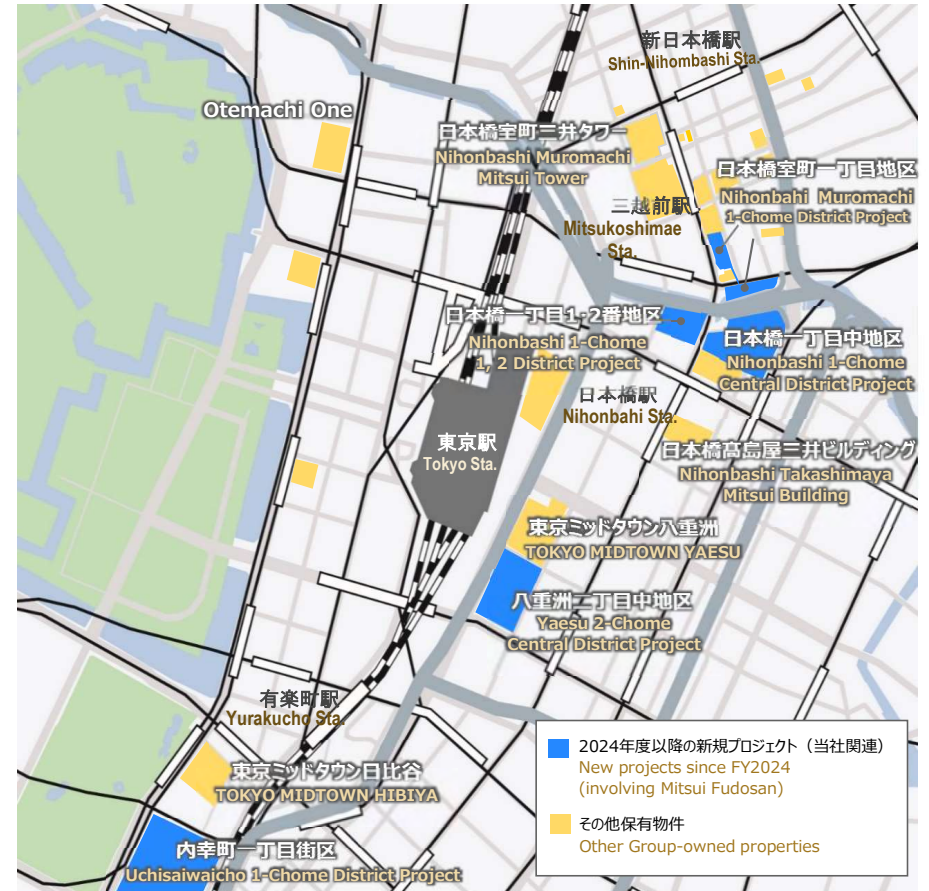 新日本橋駅
Shin-Nihombashi Sta.
Otemachi One
日本橋室町三井タワー
Nihonbashi Muromachi
Mitsui Tower
日本橋室町一丁目地区
Nihonbahi Muromachi
1-Chome District Project
三越前駅
Mitsukoshimae
Sta.
日本橋一丁目1・2番地区
Nihonbashi 1-Chome
1, 2 District Project
日本橋一丁目中地区
Nihonbashi 1-Chome
Central District Project
日本橋駅
Nihonbahi Sta.
東京駅
Tokyo Sta.
日本橋髙島屋三井ビルディング
Nihonbashi Takashimaya
Mitsui Building
東京ミッドタウン八重洲
TOKYO MIDTOWN YAESU
八重洲二丁目中地区
Yaesu 2-Chome
Central District Project
有楽町駅
Yurakucho Sta.
東京ミッドタウン日比谷
TOKYO MIDTOWN HIBIYA
内幸町一丁目街区
Uchisaiwaicho 1-Chome District Project
2024年度以降の新規プロジェクト（当社関連）
New projects since FY2024
(involving Mitsui Fudosan)
その他保有物件
Other Group-owned properties